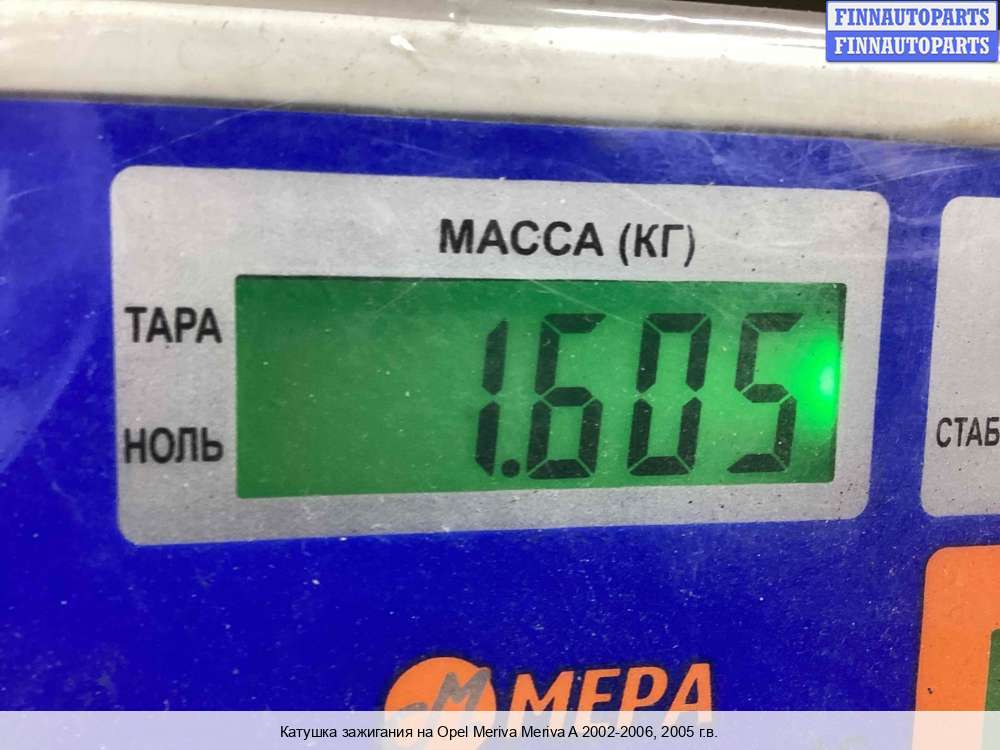 FINNAUTOPARTS
FINNAUTOPARTS
МАССА (КГ)
ТАРА
1.605
НОЛЬ
СТАБ
МЕРА
Катушка зажигания на Opel Meriva Meriva A 2002-2006, 2005 г.в.